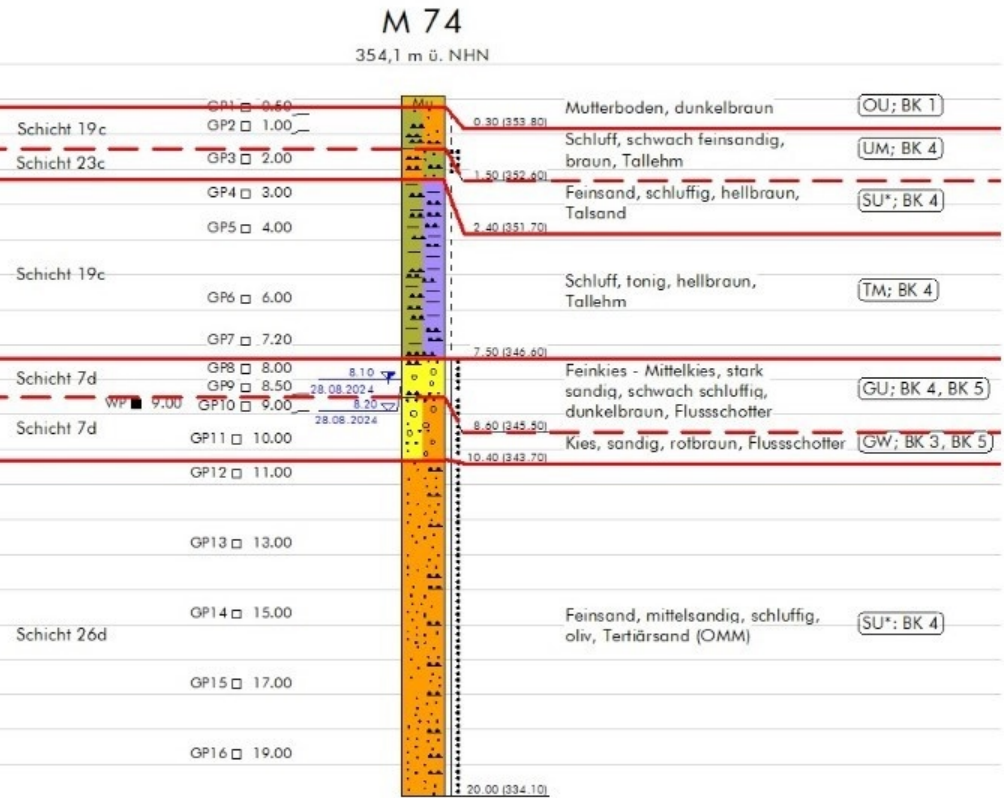 M 74
354,1 m ü. NHN
Mu
GP1 0.50
Mutterboden, dunkelbraun
OU; BK 1
0.30 (353.80)
Schicht 19c
GP2 1.00
Schluff, schwach feinsandig,
braun, Tallehm
UM; BK 4
Schicht 23c
GP3 2.00
1.50 (352.60)
GP4 3.00
Feinsand, schluffig, hellbraun,
Talsand
SU*; BK 4
GP5 4.00
2.40 (351.70)
Schicht 19c
Schluff, tonig, hellbraun,
Tallehm
TM; BK 4
GP6 6.00
GP7 7.20
7.50 (346.60)
Schicht 7d
GP8 8.00
8.10
28.08.2024
GP9 8.50
Feinkies - Mittelkies, stark
sandig, schwach schluffig,
dunkelbraun, Flussschotter
GU; BK 4, BK 5
WP 9.00
GP10 9.00
8.20
28.08.2024
8.60 (345.50)
Schicht 7d
GP11 10.00
Kies, sandig, rotbraun, Flussschotter
GW; BK 3, BK 5
10.40 (343.70)
GP12 11.00
GP13 13.00
GP14 15.00
Schicht 26d
Feinsand, mittelsandig, schluffig,
oliv, Tertiärsand (OMM)
SU*: BK 4
GP15 17.00
GP16 19.00
20.00 (334.10)